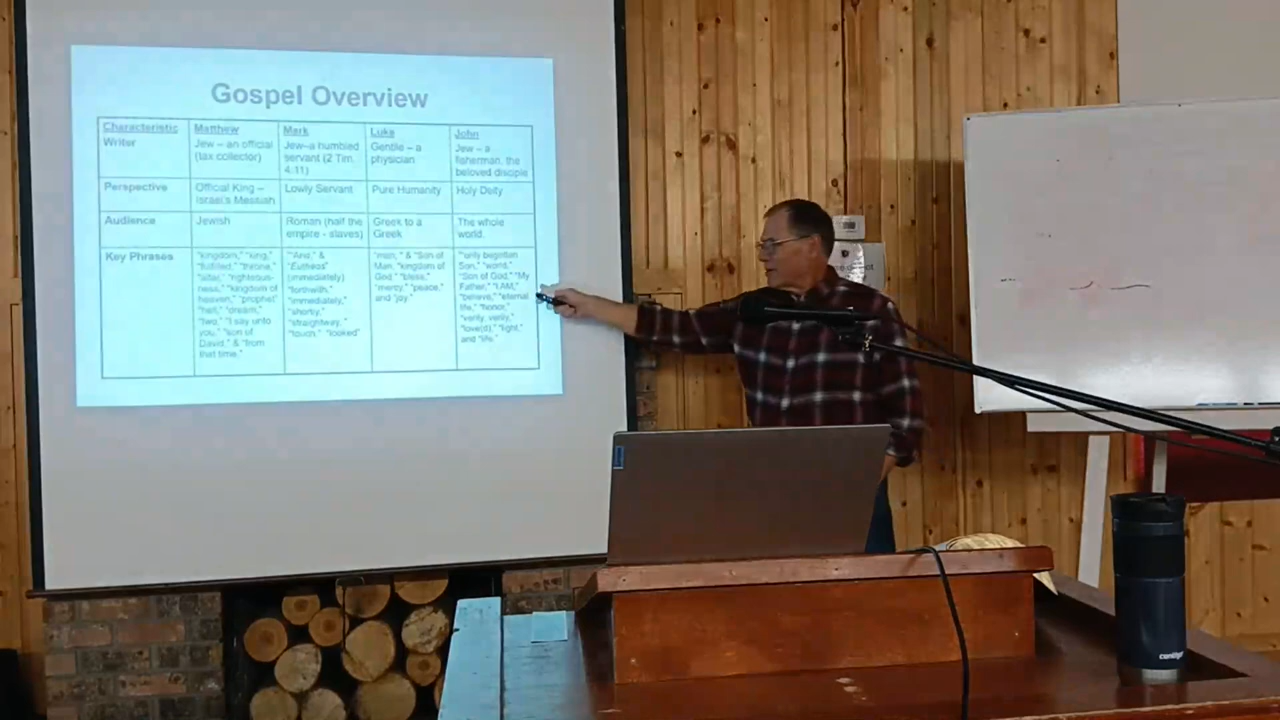 Gospel Overview
Characteristic Matthew Mark Luke John
Writer
Jew – an official
(tax collector)
Jew–a humbled
servant (2 Tim.
4:11)
Gentile – a
physician
Jew – a
fisherman, the
beloved disciple
Perspective
Official King –
Israel's Messiah
Lowly Servant
Pure Humanity
Holy Deity
Audience
Jewish
Roman (half the
empire - slaves)
Greek to a
Greek
The whole
world.
Key Phrases
"kingdom," "king,"
"fulfilled," "throne,"
"altar," "righteous-
ness," "kingdom of
heaven," "prophet"
"hell", "dream,"
"two," "I say unto
you," "son of
David," & "from
that time."
"And," &
"Eutheos"
(immediately)
"forthwith,"
"immediately,"
"shortly,"
"straightway,"
"touch," "looked"
"man," & "Son of
Man, "kingdom of
God," "bless,"
"mercy," "peace,"
and "joy."
"only begotten
Son," "world,"
"Son of God," "My
Father," "I AM,"
"believe," "eternal
life," "honor,"
"verily, verily,"
"love(d)," "light,"
and "life."
contigo